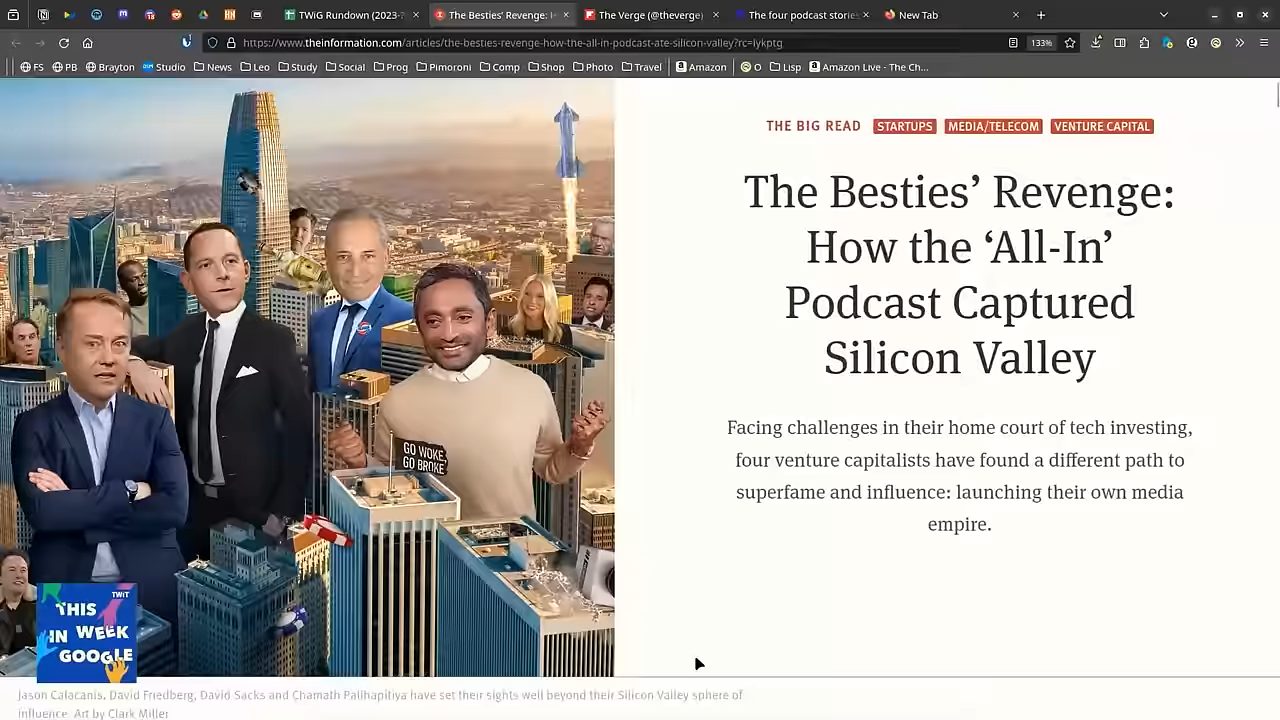 TWiG Rundown (2023-
The Besties' Revenge: H
The Verge (@theverge)
The four podcast storie
New Tab
https://www.theinformation.com/articles/the-besties-revenge-how-the-all-in-podcast-ate-silicon-valley?rc=iykptg
133%
FS PB Brayton Studio News Leo Study Social Prog Pimoroni Comp Shop Photo Travel Amazon O Lisp Amazon Live - The Ch...
THE BIG READ STARTUPS MEDIA/TELECOM VENTURE CAPITAL
The Besties’ Revenge:
How the ‘All-In’
Podcast Captured
Silicon Valley
Facing challenges in their home court of tech investing,
four venture capitalists have found a different path to
superfame and influence: launching their own media
empire.
GO WOKE,
GO BROKE
TWiT
THIS
IN WEEK
GOOGLE
Jason Calacanis, David Friedberg, David Sacks and Chamath Palihapitiya have set their sights well beyond their Silicon Valley sphere of
influence. Art by Clark Miller